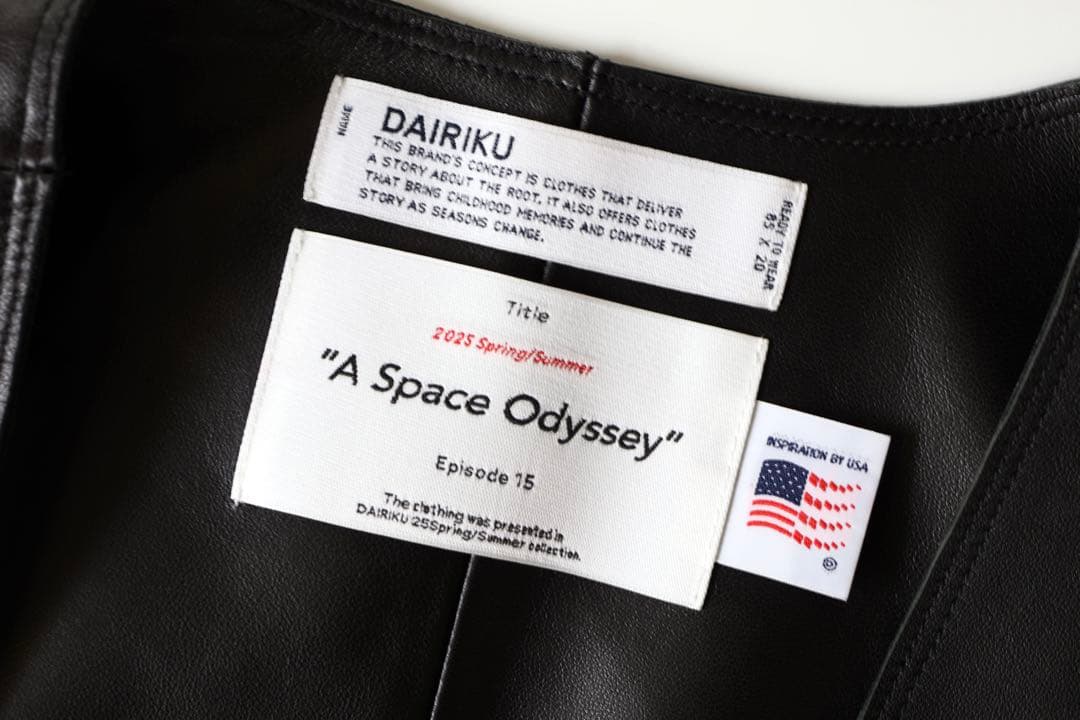 NAME
DAIRIKU
THIS BRAND'S CONCEPT IS CLOTHES THAT DELIVER
A STORY ABOUT THE ROOT. IT ALSO OFFERS CLOTHES
THAT BRING CHILDHOOD MEMORIES AND CONTINUE THE
STORY AS SEASONS CHANGE.
READY TO WEAR
65 X 20
Title
2025 Spring/Summer
"A Space Odyssey"
Episode 15
The clothing was presented in
DAIRIKU 25Spring/Summer collection.
INSPIRATION BY USA